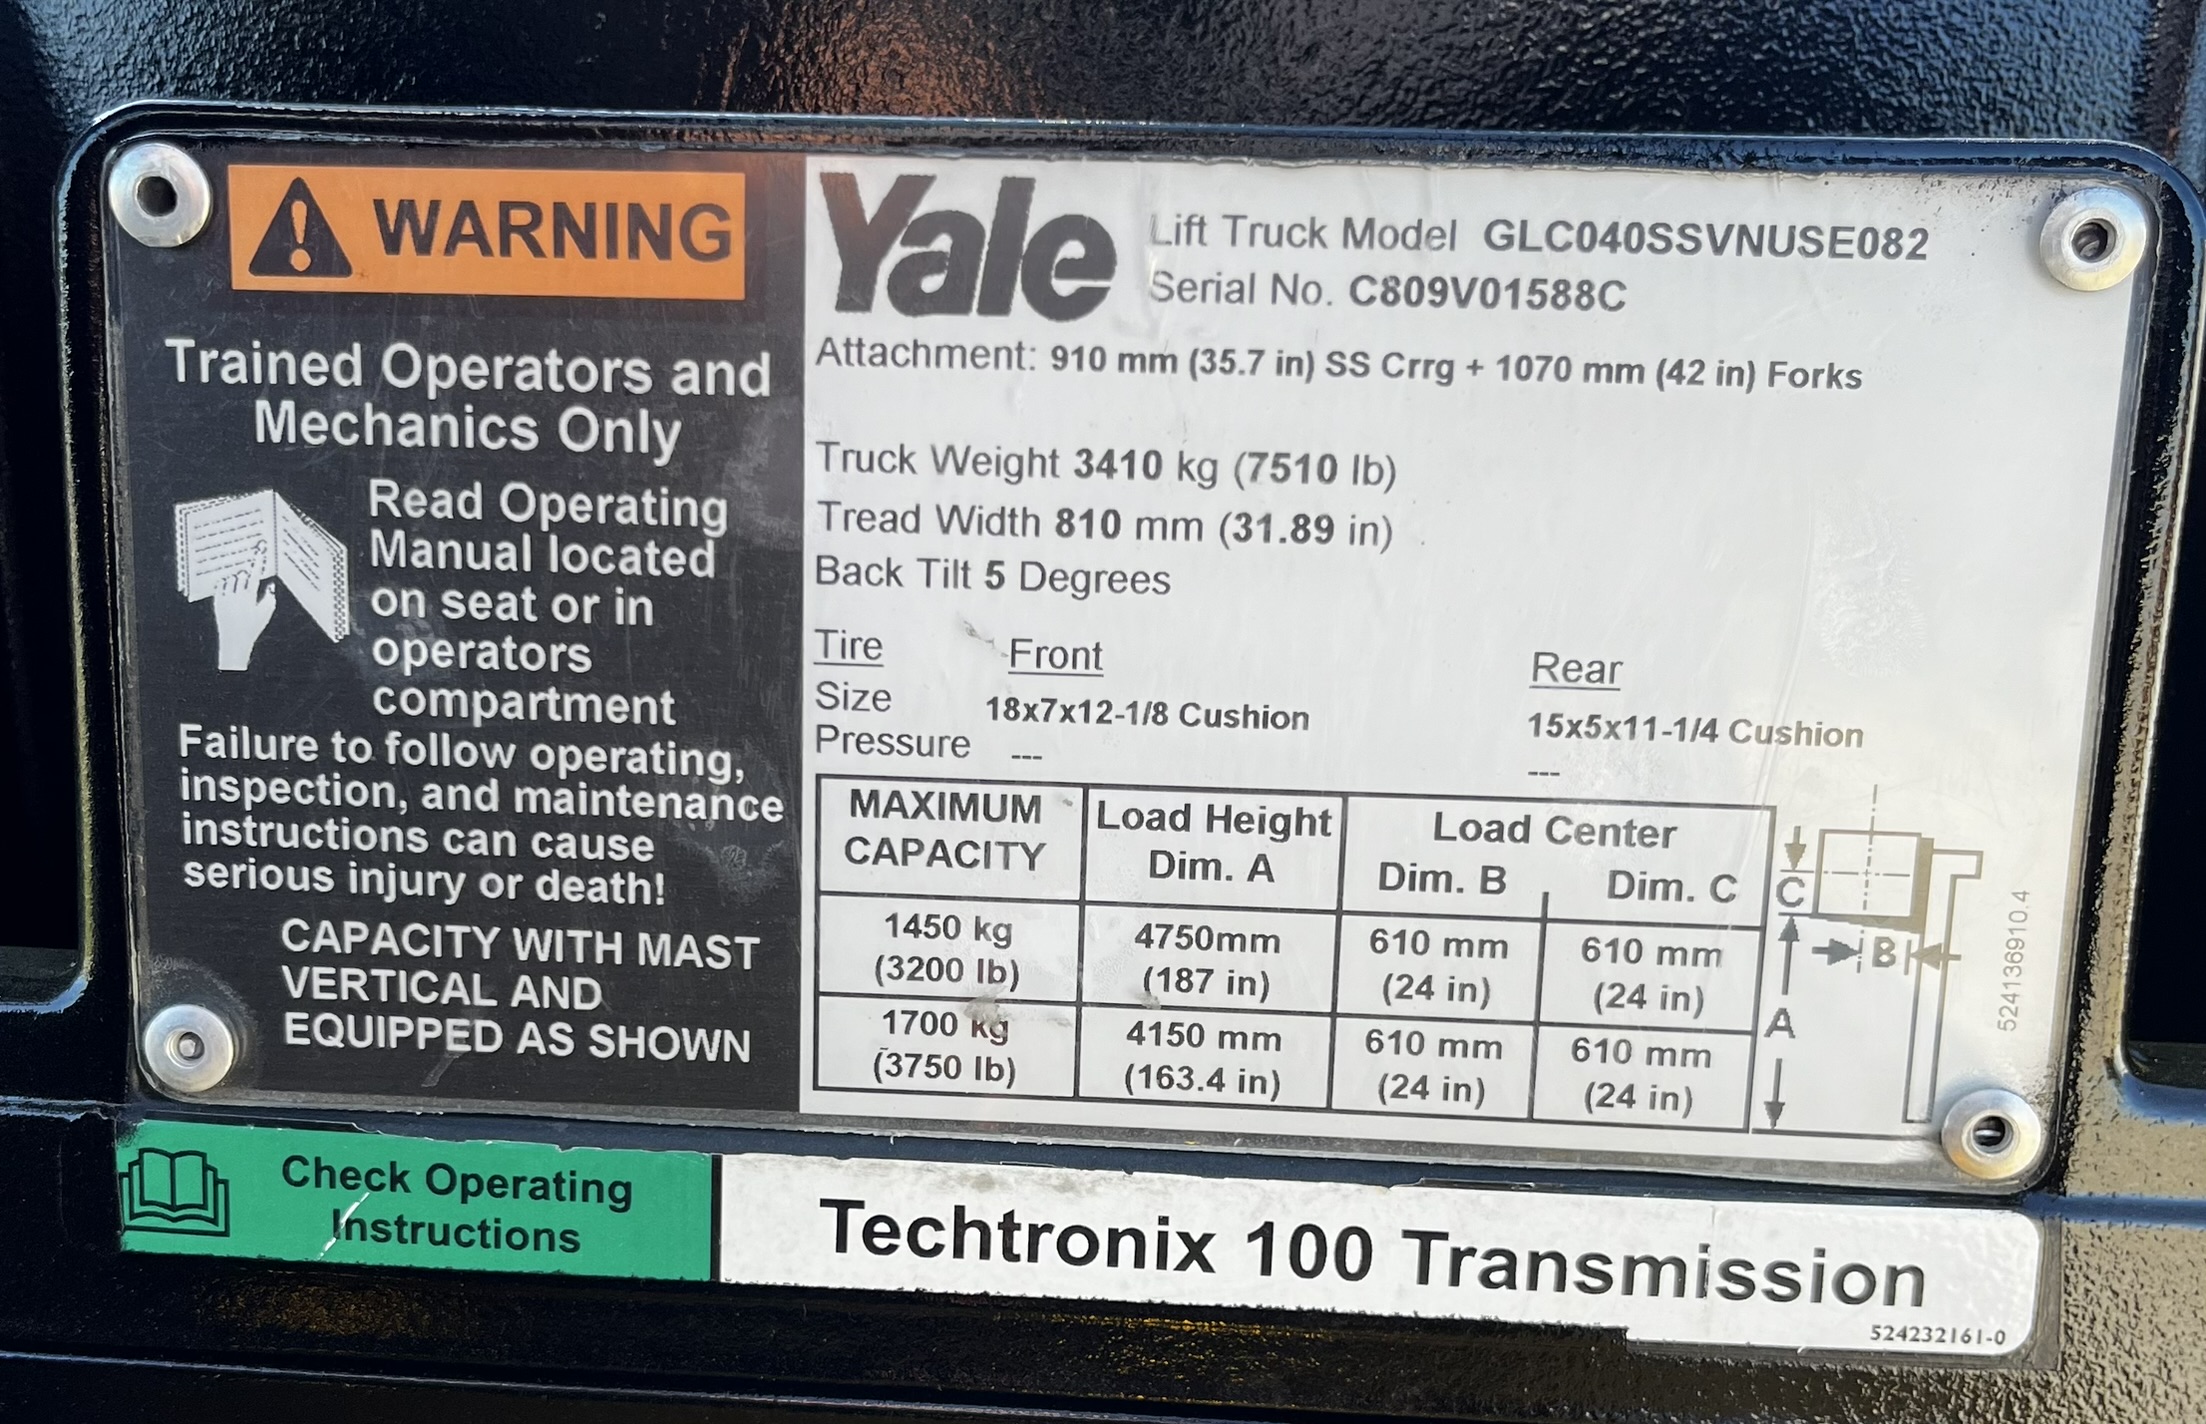 WARNING
Trained Operators and
Mechanics Only
Read Operating
Manual located
on seat or in
operators
compartment
Failure to follow operating,
inspection, and maintenance
instructions can cause
serious injury or death!
CAPACITY WITH MAST
VERTICAL AND
EQUIPPED AS SHOWN
Yale
Lift Truck Model GLC040SSVNUSE082
Serial No. C809V01588C
Attachment: 910 mm (35.7 in) SS Crrg + 1070 mm (42 in) Forks
Truck Weight 3410 kg (7510 lb)
Tread Width 810 mm (31.89 in)
Back Tilt 5 Degrees
Tire Front Rear
Size 18x7x12-1/8 Cushion 15x5x11-1/4 Cushion
Pressure --- ---
MAXIMUM Load Height Load Center
CAPACITY Dim. A Dim. B Dim. C
1450 kg 4750mm 610 mm 610 mm
(3200 lb) (187 in) (24 in) (24 in)
1700 kg 4150 mm 610 mm 610 mm
(3750 lb) (163.4 in) (24 in) (24 in)
C
B
A
524136910.4
Check Operating
Instructions
Techtronix 100 Transmission
524232161-0